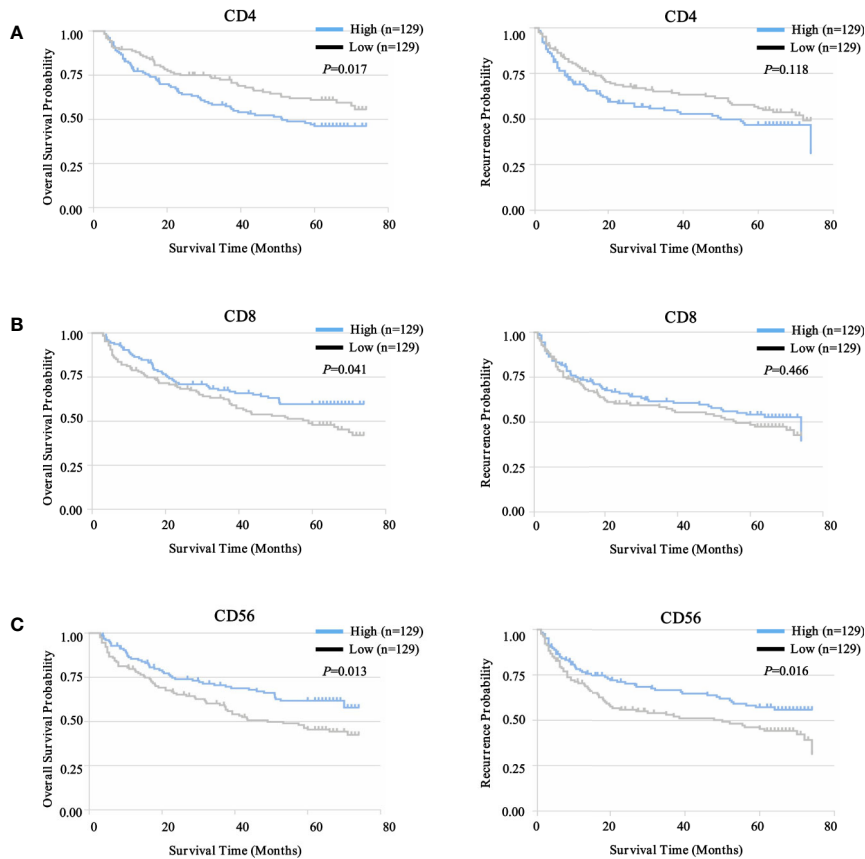 A
CD4
High (n=129)
Low (n=129)
P=0.017
Overall Survival Probability
1.00
0.75
0.50
0.25
0.00
0 20 40 60 80
Survival Time (Months)
CD4
High (n=129)
Low (n=129)
P=0.118
Recurrence Probability
1.00
0.75
0.50
0.25
0.00
0 20 40 60 80
Survival Time (Months)
B
CD8
High (n=129)
Low (n=129)
P=0.041
Overall Survival Probability
1.00
0.75
0.50
0.25
0.00
0 20 40 60 80
Survival Time (Months)
CD8
High (n=129)
Low (n=129)
P=0.466
Recurrence Probability
1.00
0.75
0.50
0.25
0.00
0 20 40 60 80
Survival Time (Months)
C
CD56
High (n=129)
Low (n=129)
P=0.013
Overall Survival Probability
1.00
0.75
0.50
0.25
0.00
0 20 40 60 80
Survival Time (Months)
CD56
High (n=129)
Low (n=129)
P=0.016
Recurrence Probability
1.00
0.75
0.50
0.25
0.00
0 20 40 60 80
Survival Time (Months)